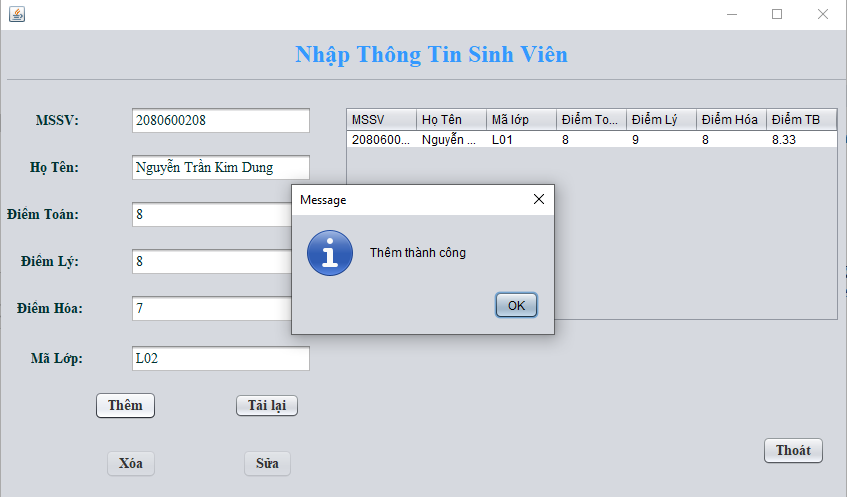 Nhập Thông Tin Sinh Viên
MSSV: 2080600208
Họ Tên: Nguyễn Trần Kim Dung
Điểm Toán: 8
Điểm Lý: 8
Điểm Hóa: 7
Mã Lớp: L02
Thêm Tải lại
Xóa Sửa
MSSV Họ Tên Mã lớp Điểm To... Điểm Lý Điểm Hóa Điểm TB
2080600... Nguyễn ... L01 8 9 8 8.33
Message
Thêm thành công
OK
Thoát